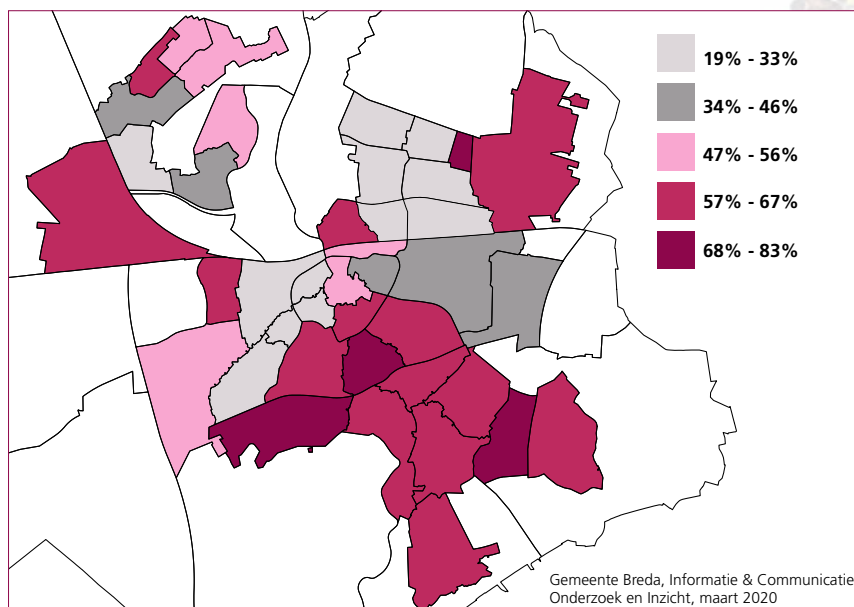 19% - 33%
34% - 46%
47% - 56%
57% - 67%
68% - 83%
Gemeente Breda, Informatie & Communicatie
Onderzoek en Inzicht, maart 2020